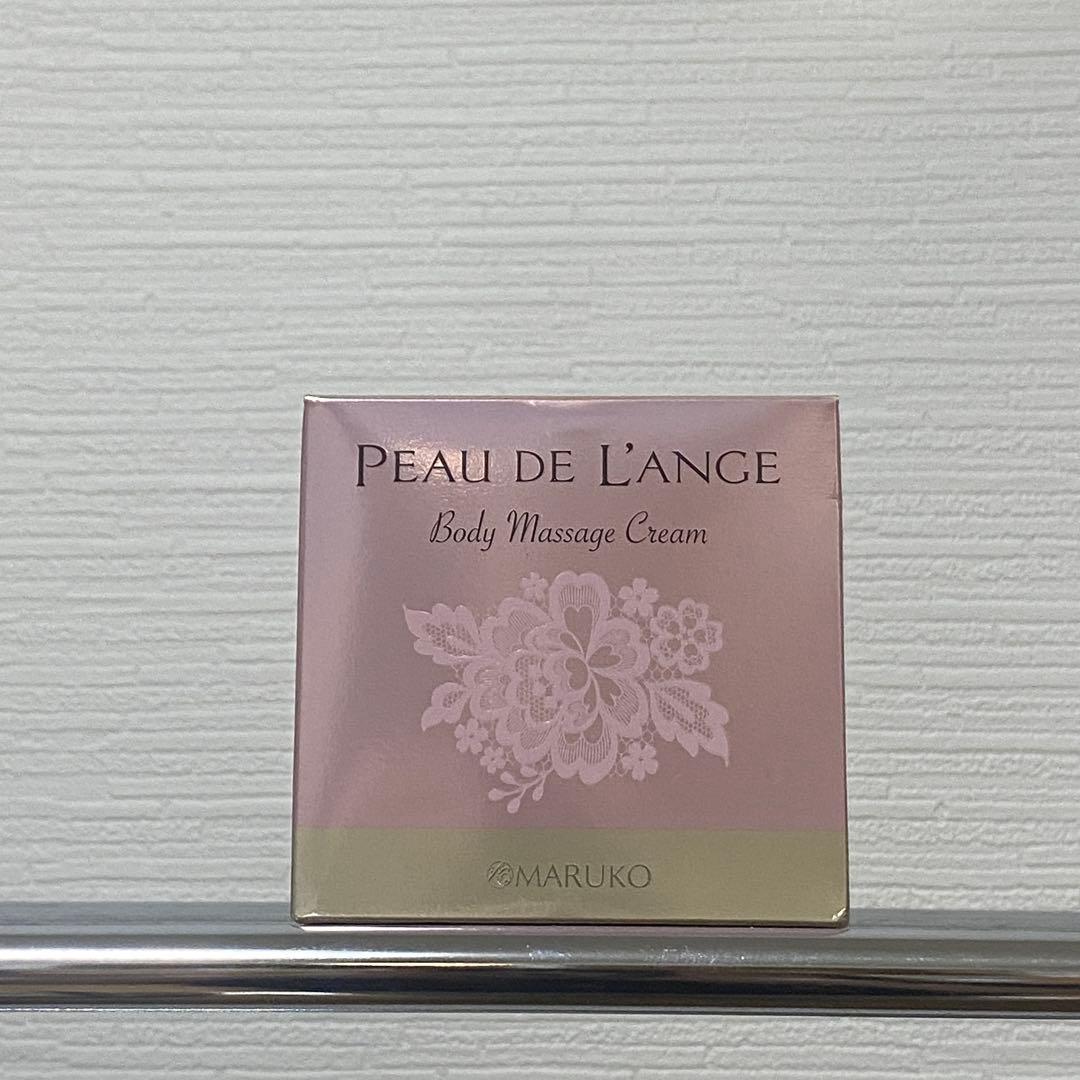 PEAU DE L'ANGE
Body Massage Cream
MARUKO